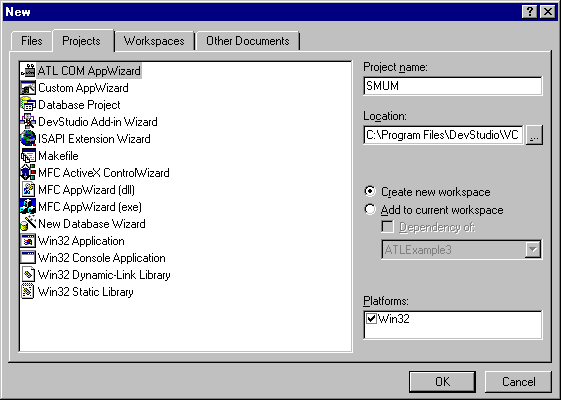 New
Files
Projects
Workspaces
Other Documents
ATL COM AppWizard
Custom AppWizard
Database Project
DevStudio Add-in Wizard
ISAPI Extension Wizard
Makefile
MFC ActiveX ControlWizard
MFC AppWizard (dll)
MFC AppWizard (exe)
New Database Wizard
Win32 Application
Win32 Console Application
Win32 Dynamic-Link Library
Win32 Static Library
Project name:
SMUM
Location:
C:\Program Files\DevStudio\VC
...
Create new workspace
Add to current workspace
Dependency of:
ATLExample3
Platforms:
Win32
OK
Cancel